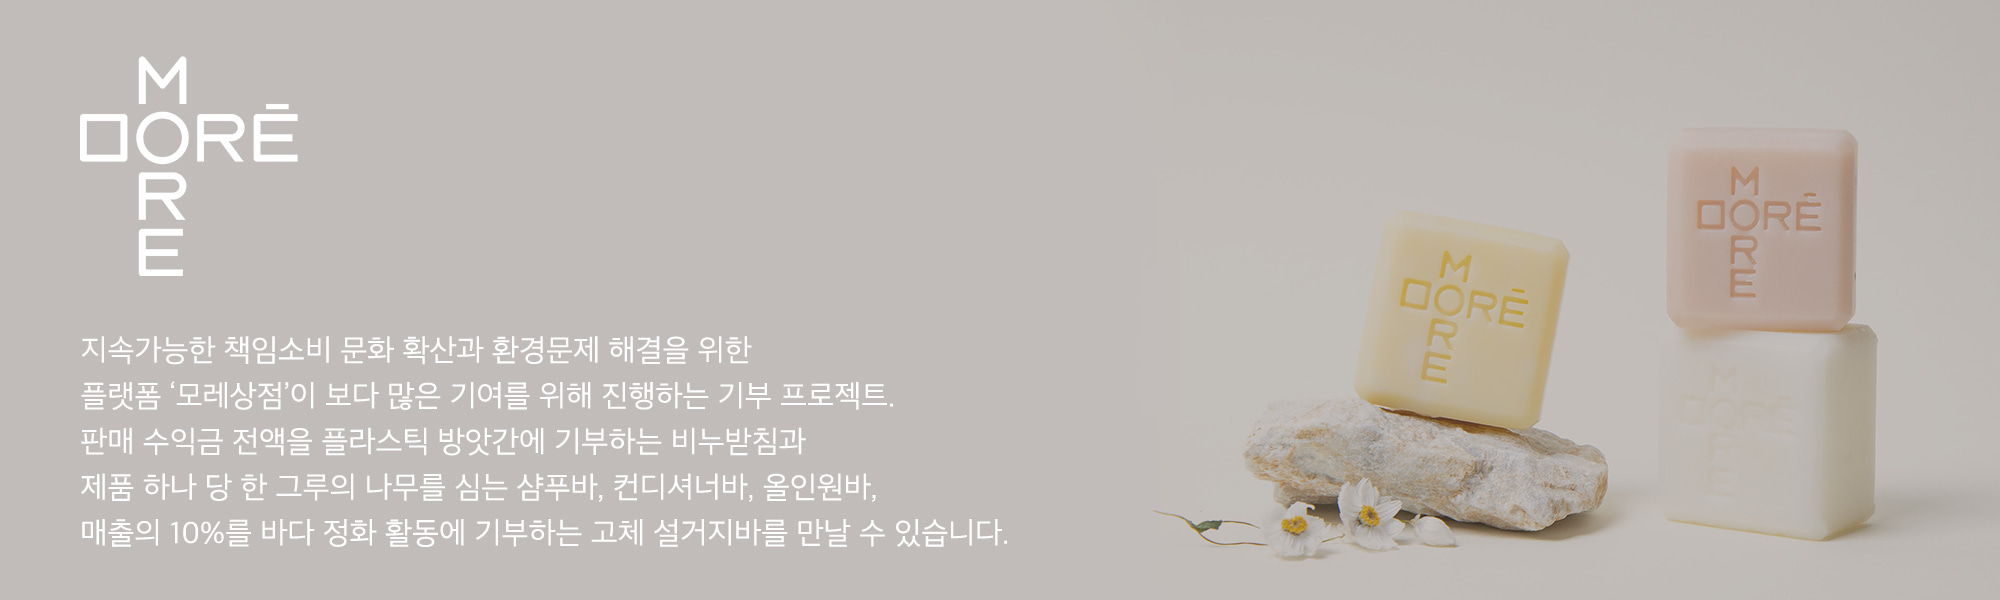 M
□ORĒ
R
E
M
□ORĒ
R
E
M
□ORĒ
R
E
M
□ORĒ
R
E
지속가능한 책임소비 문화 확산과 환경문제 해결을 위한
플랫폼 ‘모레상점’이 보다 많은 기여를 위해 진행하는 기부 프로젝트.
판매 수익금 전액을 플라스틱 방앗간에 기부하는 비누받침과
제품 하나 당 한 그루의 나무를 심는 샴푸바, 컨디셔너바, 올인원바,
매출의 10%를 바다 정화 활동에 기부하는 고체 설거지바를 만날 수 있습니다.